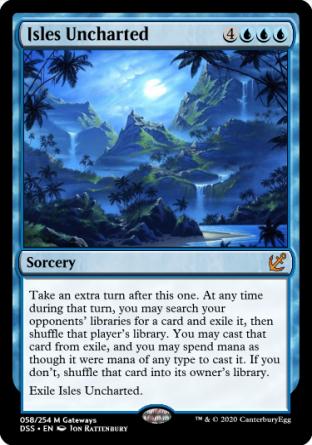 Isles Uncharted 4
Sorcery
Take an extra turn after this one. At any time
during that turn, you may search your
opponents' libraries for a card and exile it, then
shuffle that player's library. You may cast that
card from exile, and you may spend mana as
though it were mana of any type to cast it. If you
don't, shuffle that card into its owner's library.
Exile Isles Uncharted.
058/254 M Gateways
DSS • EN Jon Rattenbury
™ & © 2020 CanterburyEgg